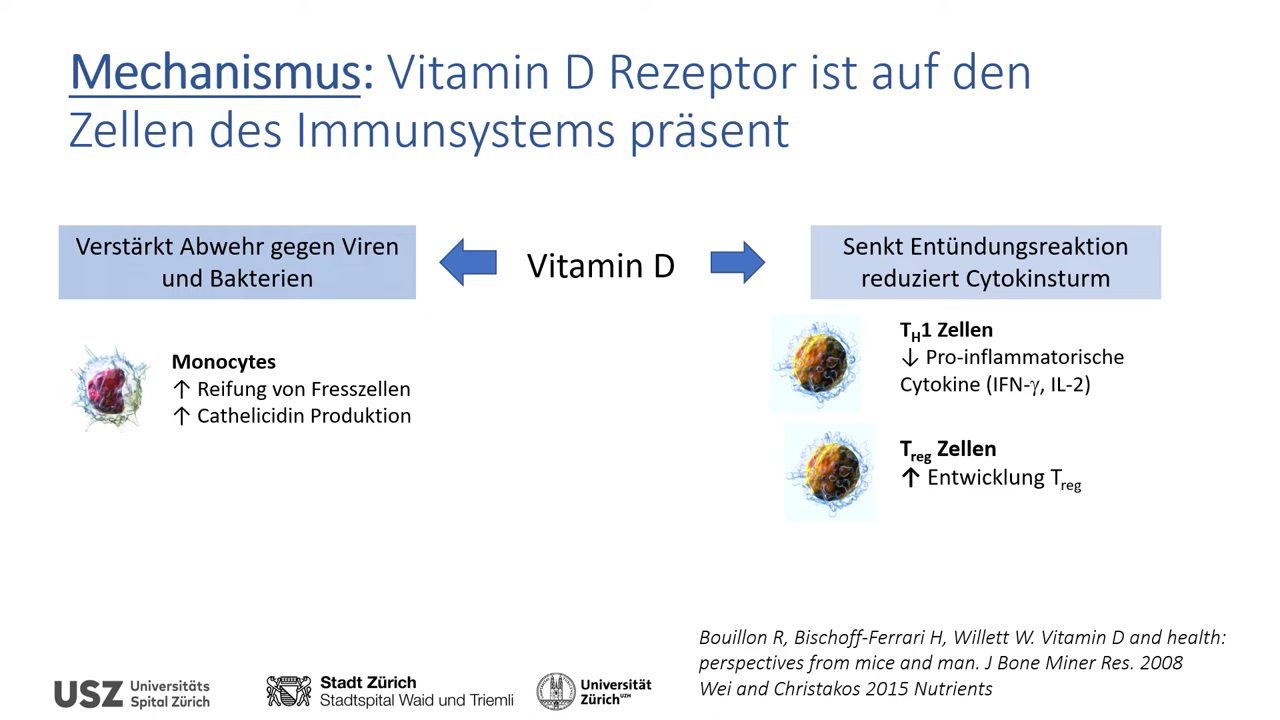 Mechanismus: Vitamin D Rezeptor ist auf den
Zellen des Immunsystems präsent
Verstärkt Abwehr gegen Viren
und Bakterien
Vitamin D
Senkt Entündungsreaktion
reduziert Cytokinsturm
Monocytes
↑ Reifung von Fresszellen
↑ Cathelicidin Produktion
TH1 Zellen
↓ Pro-inflammatorische
Cytokine (IFN-γ, IL-2)
Treg Zellen
↑ Entwicklung Treg
Bouillon R, Bischoff-Ferrari H, Willett W. Vitamin D and health:
perspectives from mice and man. J Bone Miner Res. 2008
Wei and Christakos 2015 Nutrients
USZ Universitäts
Spital Zürich
Stadt Zürich
Stadtspital Waid und Triemli
Universität
Zürich UZH